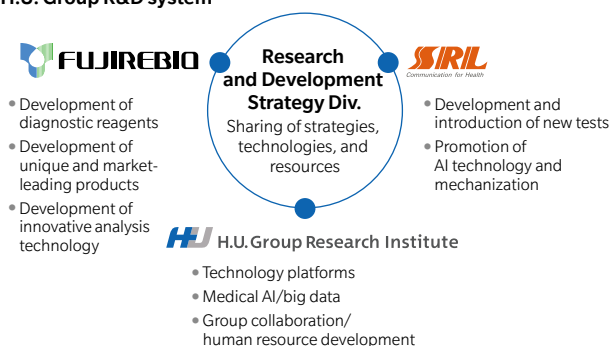 H.U. Group R&D system
FUJIREBIO
• Development of
diagnostic reagents
• Development of
unique and market-
leading products
• Development of
innovative analysis
technology
Research
and Development
Strategy Div.
Sharing of strategies,
technologies, and
resources
SRL
Communication for Health
• Development and
introduction of new tests
• Promotion of
AI technology and
mechanization
HU H.U. Group Research Institute
• Technology platforms
• Medical AI/big data
• Group collaboration/
human resource development